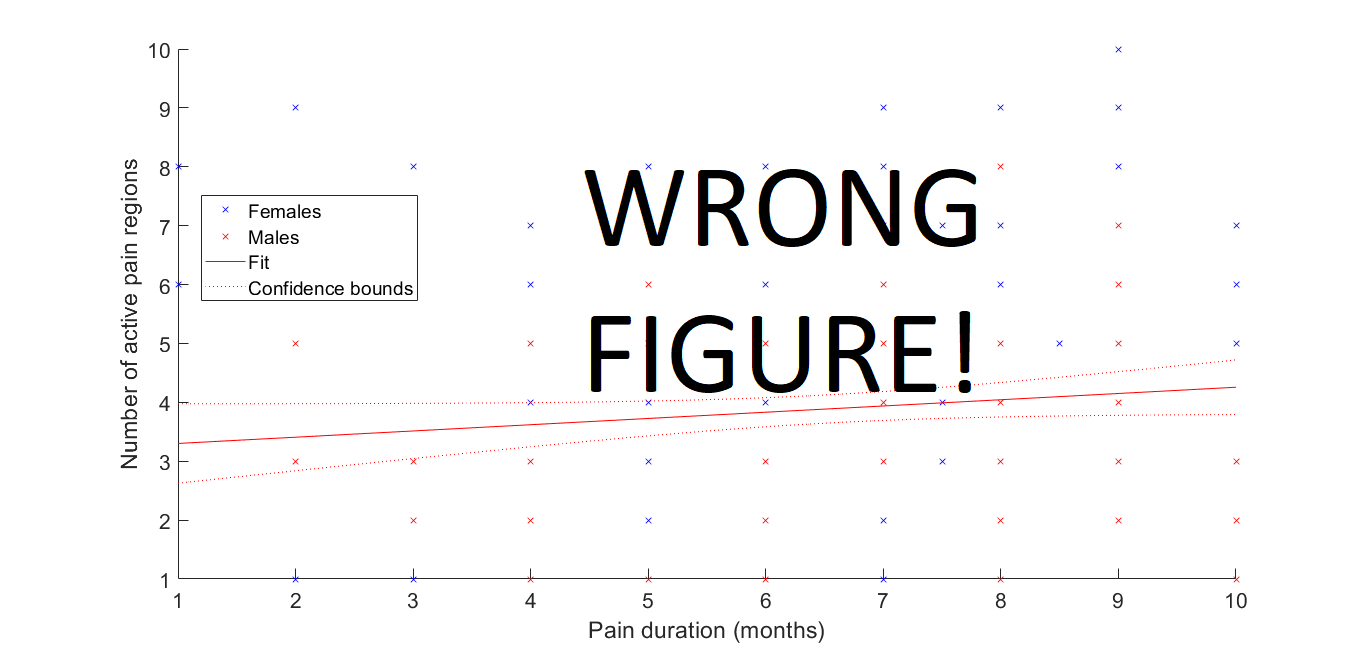 10
9
8
7
6
5
4
3
2
1
Number of active pain regions
Females
Males
Fit
Confidence bounds
WRONG
FIGURE!
1 2 3 4 5 6 7 8 9 10
Pain duration (months)